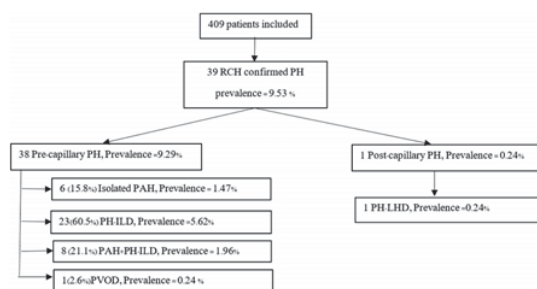 409 patients included
39 RCH confirmed PH
prevalence = 9.53 %
38 Pre-capillary PH, Prevalence =9.29%
1 Post-capillary PH, Prevalence = 0.24%
6 (15.8%) Isolated PAH, Prevalence = 1.47%
1 PH-LHD, Prevalence =0.24%
23(60.5%) PH-ILD, Prevalence =5.62%
8 (21.1%) PAH+PH-ILD, Prevalence = 1.96%
1(2.6%)PVOD, Prevalence = 0.24 %